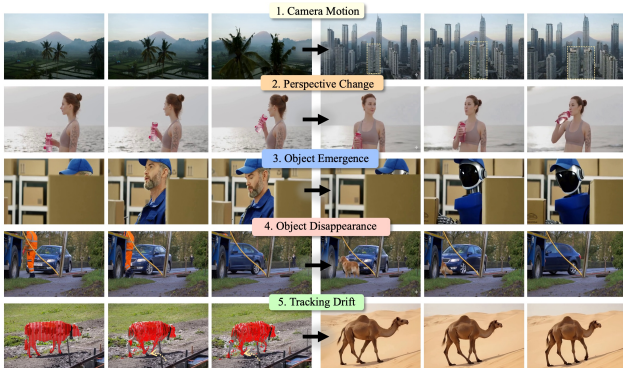 1. Camera Motion
2. Perspective Change
3. Object Emergence
4. Object Disappearance
5. Tracking Drift